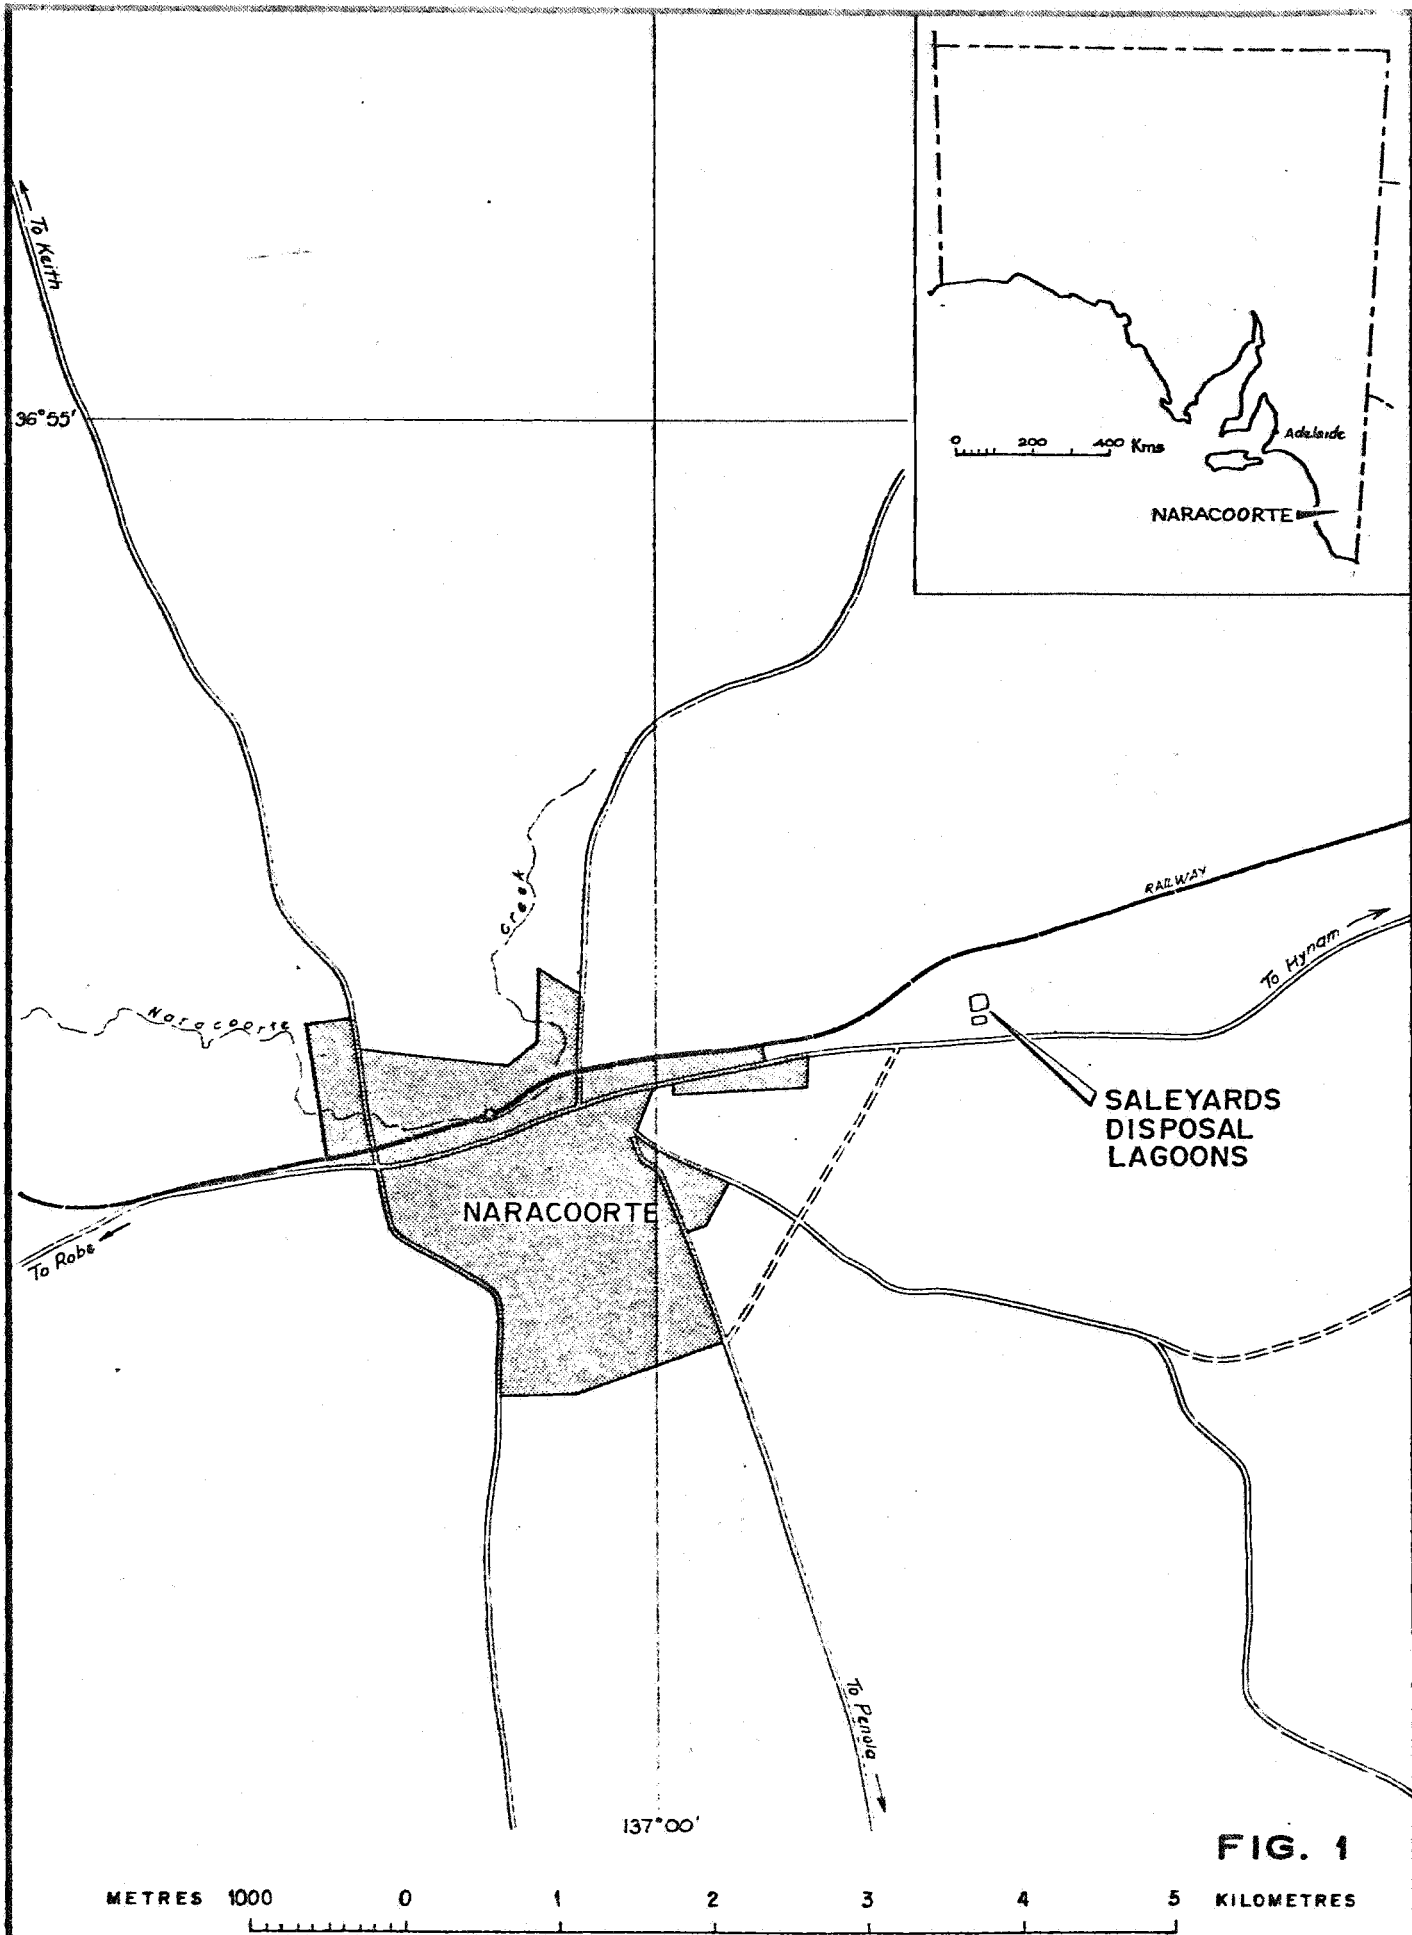 To Keith
36°55'
0 200 400 Kms
Adelaide
NARACOORTE
Creek
RAILWAY
To Hynam
Naracoorte
SALEYARDS
DISPOSAL
LAGOONS
NARACOORTE
To Robe
To Penola
137°00'
FIG. 1
METRES 1000 0 1 2 3 4 5 KILOMETRES